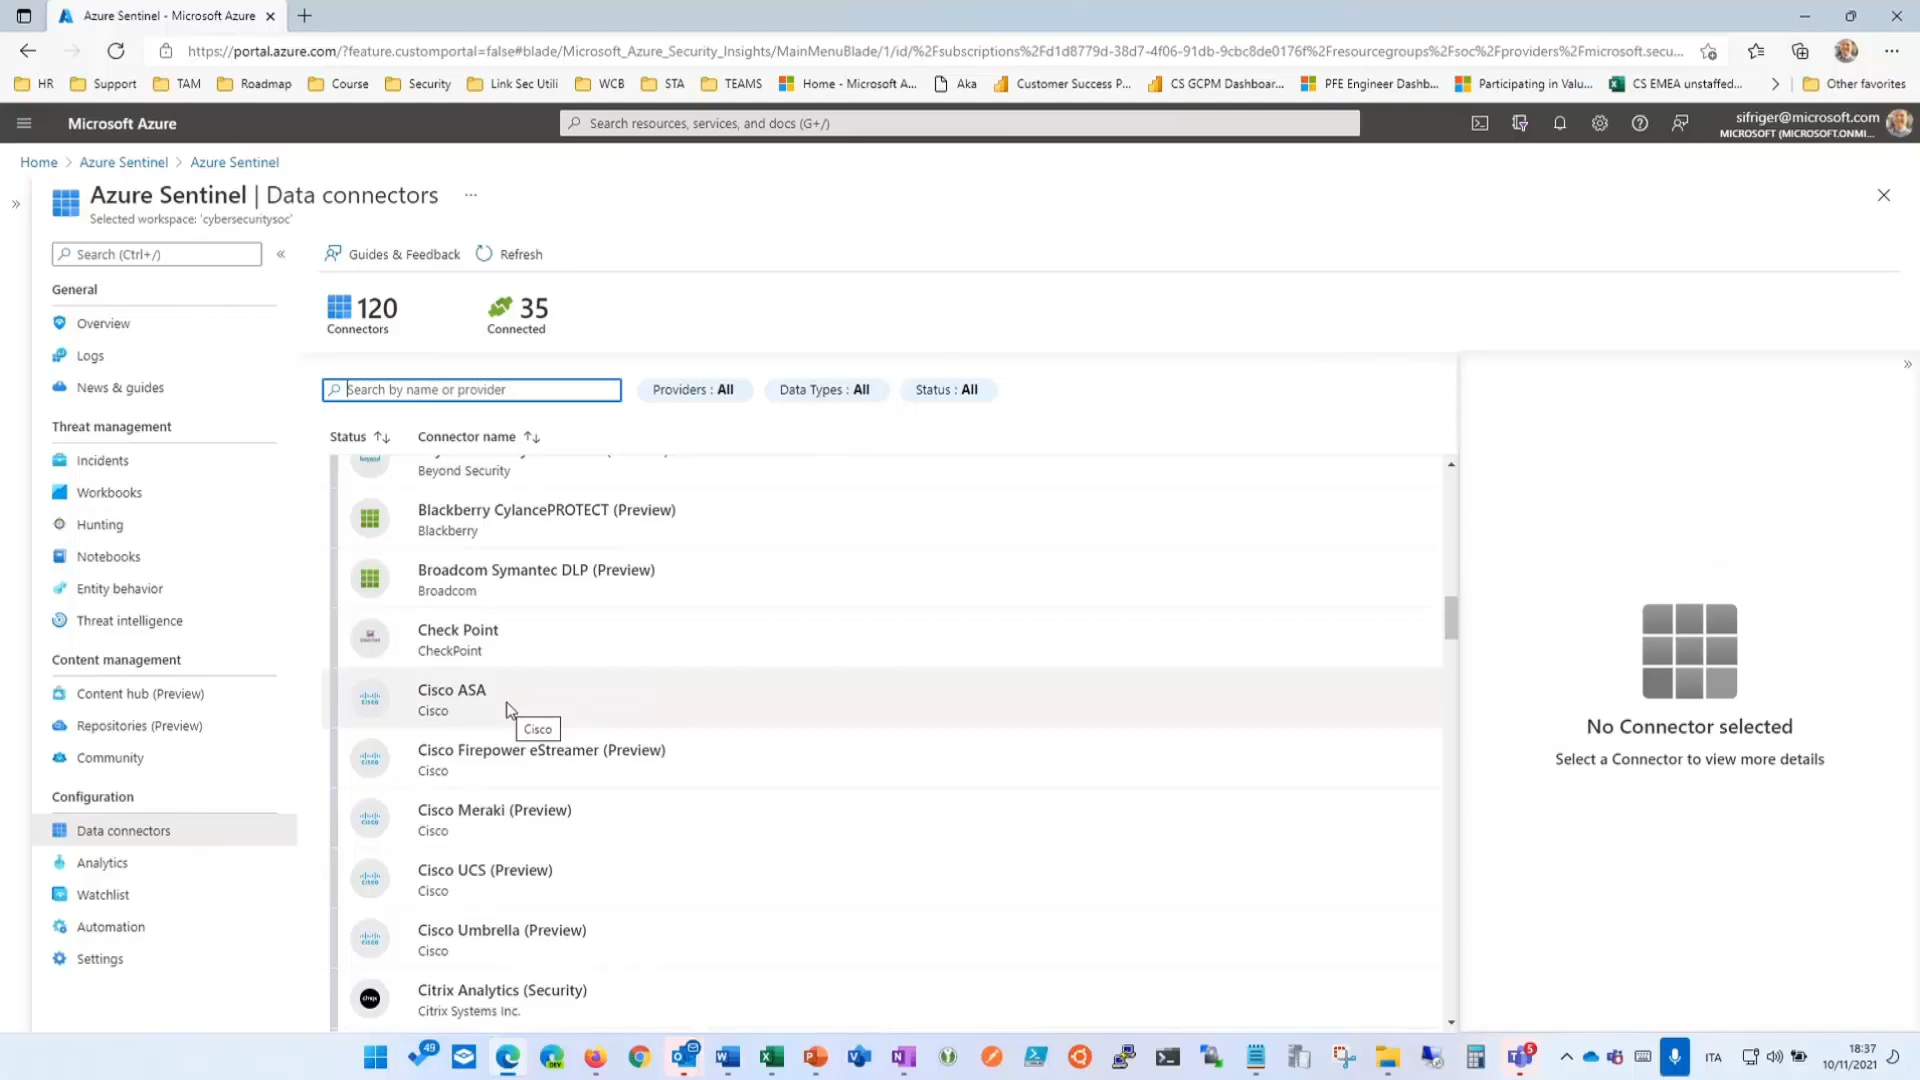 Azure Sentinel - Microsoft Azure
https://portal.azure.com/?feature.customportal=false#blade/Microsoft_Azure_Security_Insights/MainMenuBlade/1/id/%2Fsubscriptions%2Fd1d8779d-38d7-4f06-91db-9cbc8de0176f%2Fresourcegroups%2Fsoc%2Fproviders%2Fmicrosoft.secu...
HR Support TAM Roadmap Course Security Link Sec Utili WCB STA TEAMS Home - Microsoft A... Aka Customer Success P... CS GCPM Dashboar... PFE Engineer Dashb... Participating in Valu... CS EMEA unstaffed... Other favorites
Microsoft Azure
Search resources, services, and docs (G+/)
sifriger@microsoft.com
MICROSOFT (MICROSOFT.ONMI...
Home > Azure Sentinel > Azure Sentinel
Azure Sentinel | Data connectors ...
Selected workspace: 'cybersecuritysoc'
Search (Ctrl+/)
General
Overview
Logs
News & guides
Threat management
Incidents
Workbooks
Hunting
Notebooks
Entity behavior
Threat intelligence
Content management
Content hub (Preview)
Repositories (Preview)
Community
Configuration
Data connectors
Analytics
Watchlist
Automation
Settings
Guides & Feedback Refresh
120
Connectors
35
Connected
Search by name or provider
Providers : All Data Types : All Status : All
Status Connector name
Beyond Security
Blackberry CylancePROTECT (Preview)
Blackberry
Broadcom Symantec DLP (Preview)
Broadcom
Check Point
CheckPoint
Cisco ASA
Cisco
Cisco
Cisco Firepower eStreamer (Preview)
Cisco
Cisco Meraki (Preview)
Cisco
Cisco UCS (Preview)
Cisco
Cisco Umbrella (Preview)
Cisco
Citrix Analytics (Security)
Citrix Systems Inc.
No Connector selected
Select a Connector to view more details
49
5
ITA
18:37
10/11/2021